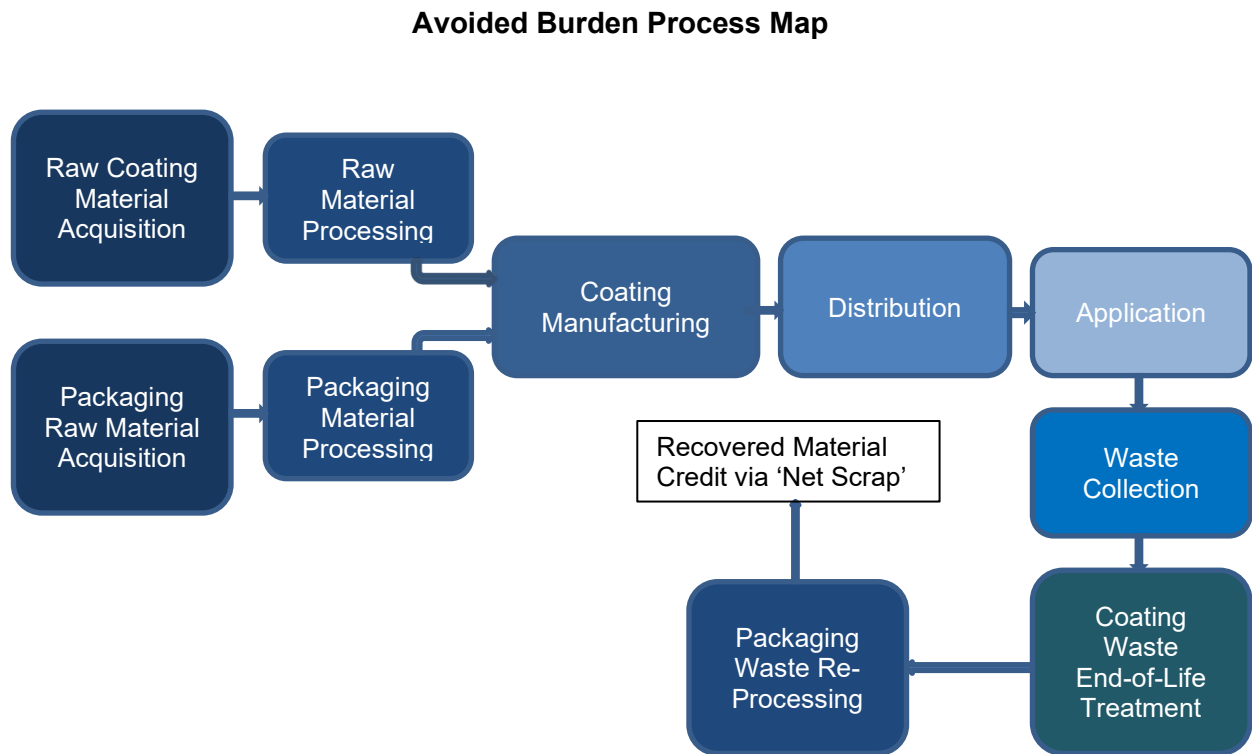 Avoided Burden Process Map
Raw Coating
Material
Acquisition
Raw
Material
Processing
Coating
Manufacturing
Distribution
Application
Packaging
Raw Material
Acquisition
Packaging
Material
Processing
Recovered Material
Credit via ‘Net Scrap’
Waste
Collection
Packaging
Waste Re-
Processing
Coating
Waste
End-of-Life
Treatment